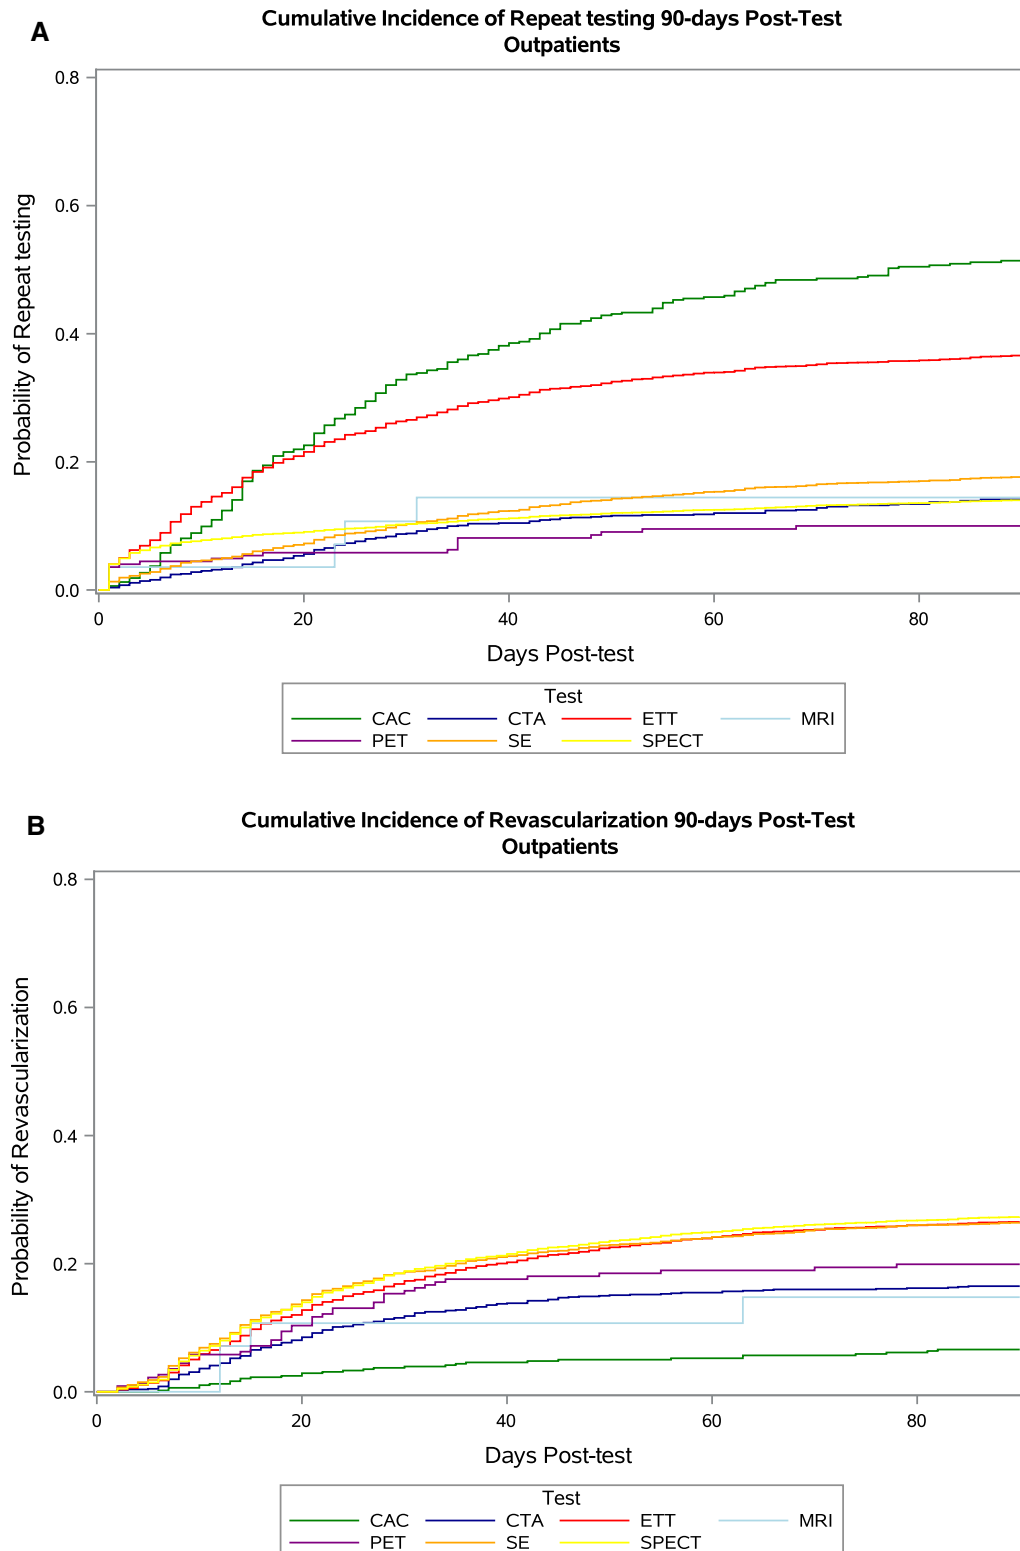 A
Cumulative Incidence of Repeat testing 90-days Post-Test
Outpatients
Probability of Repeat testing
0.8
0.6
0.4
0.2
0.0
0 20 40 60 80
Days Post-test
Test
CAC CTA ETT MRI
PET SE SPECT
B
Cumulative Incidence of Revascularization 90-days Post-Test
Outpatients
Probability of Revascularization
0.8
0.6
0.4
0.2
0.0
0 20 40 60 80
Days Post-test
Test
CAC CTA ETT MRI
PET SE SPECT